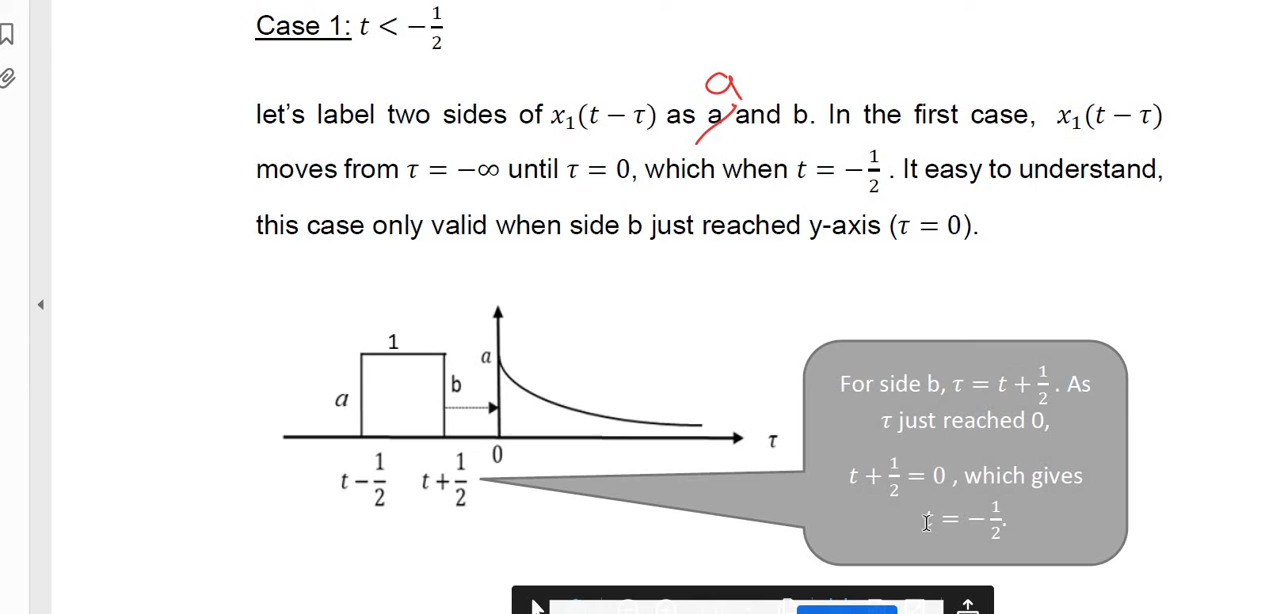 Case 1: t < −1/2
a
let's label two sides of x₁(t − τ) as a and b. In the first case, x₁(t − τ)
moves from τ = −∞ until τ = 0, which when t = −1/2 . It easy to understand,
this case only valid when side b just reached y-axis (τ = 0).
1
a
b
a
τ
0
t−1/2
t+1/2
For side b, τ = t + 1/2 . As
τ just reached 0,
t + 1/2 = 0 , which gives
t = −1/2.